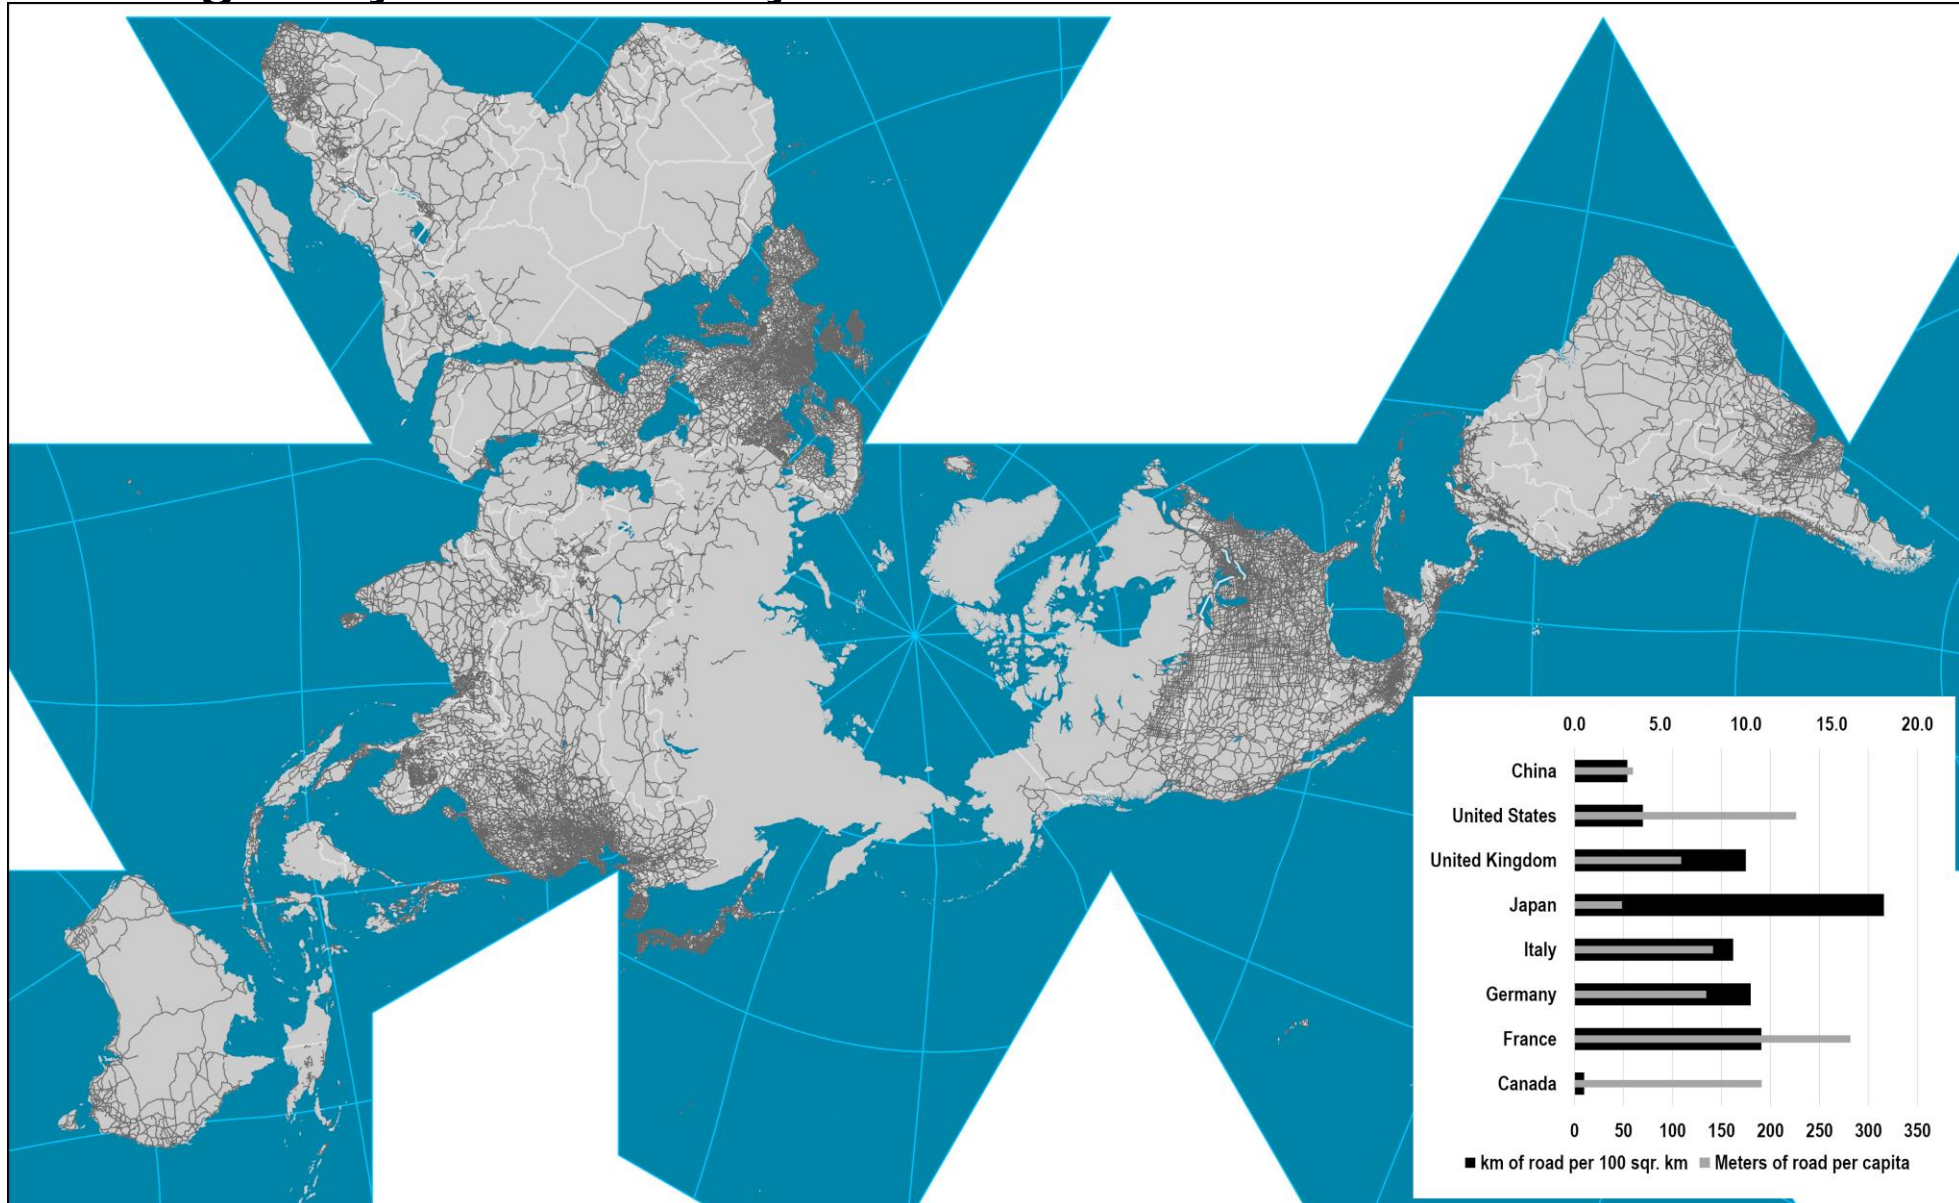 0.0 5.0 10.0 15.0 20.0
China
United States
United Kingdom
Japan
Italy
Germany
France
Canada
0 50 100 150 200 250 300 350
km of road per 100 sqr. km Meters of road per capita